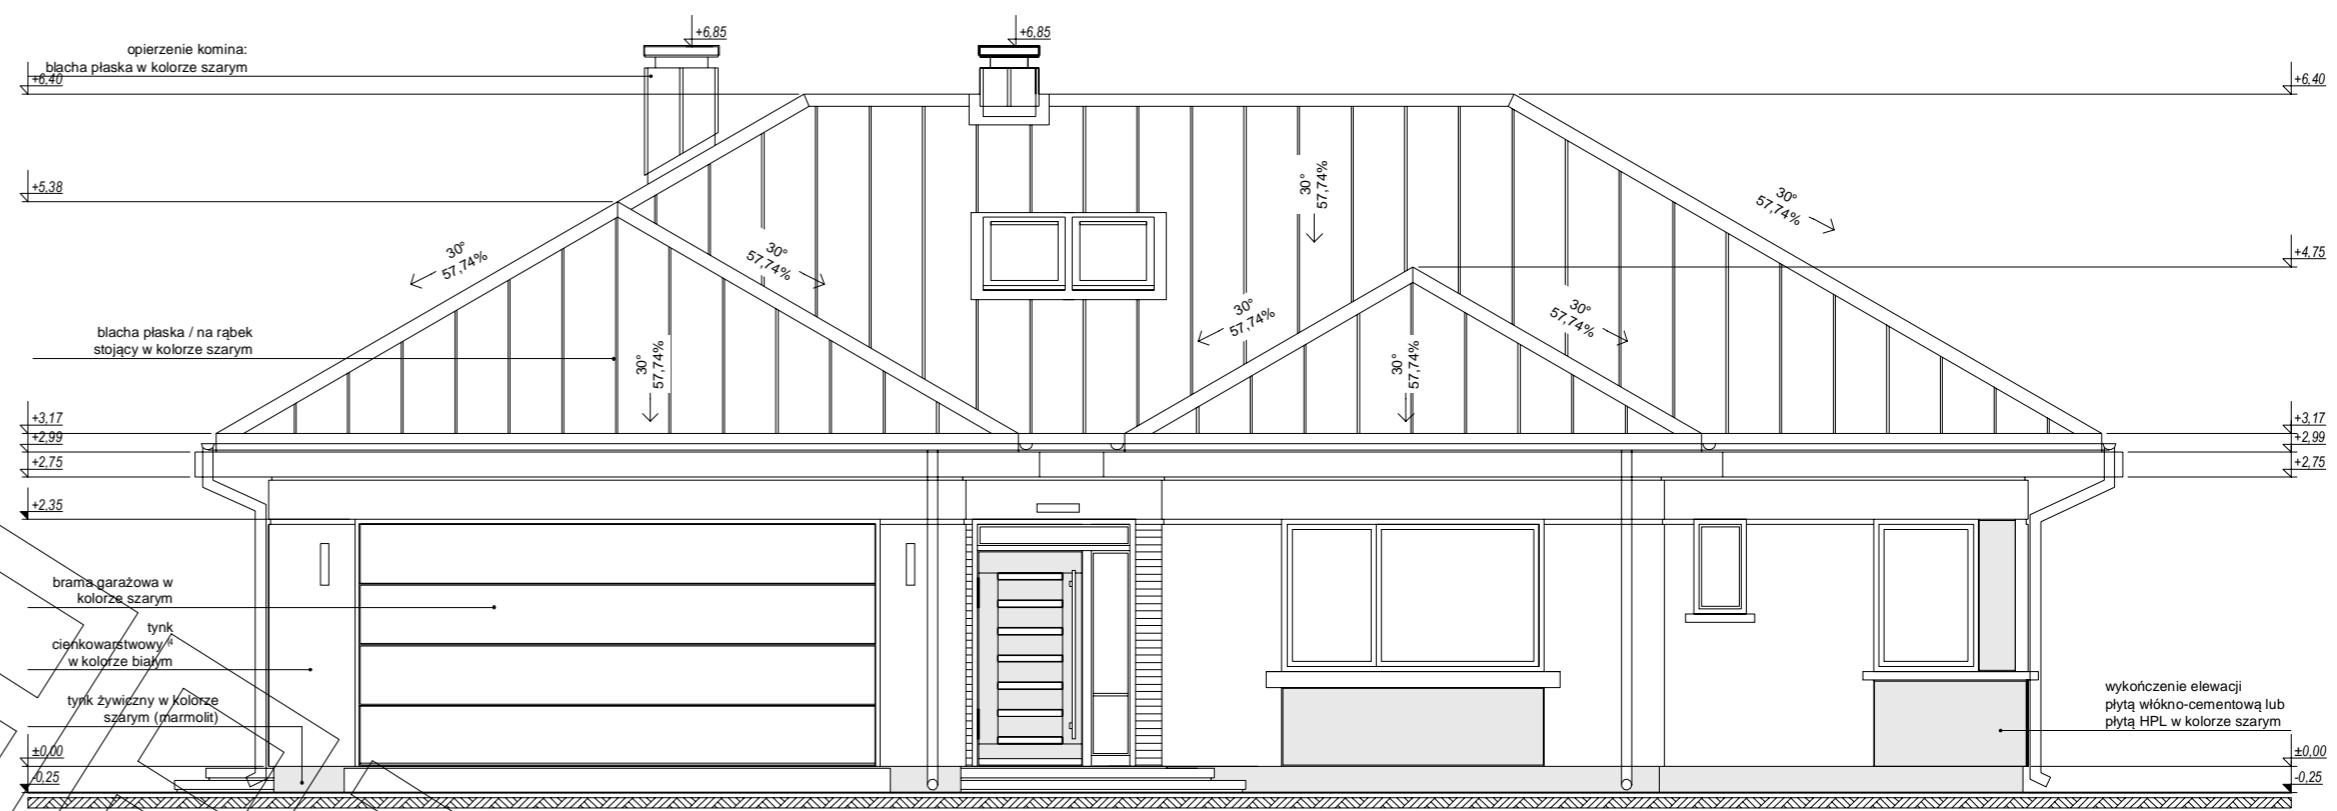 +6,85
+6,85
opierzenie komina:
blacha płaska w kolorze szarym
+6,40
+6,40
+5,38
30°
57,74%
30°
57,74%
30°
57,74%
30°
57,74%
+4,75
30°
57,74%
30°
57,74%
blacha płaska / na rąbek
stojący w kolorze szarym
30°
57,74%
30°
57,74%
+3,17
+2,99
+2,75
+2,35
+3,17
+2,99
+2,75
brama garażowa w
kolorze szarym
tynk
cienkowarstwowy
w kolorze białym
tynk żywiczny w kolorze
szarym (marmolit)
±0,00
-0,25
wykończenie elewacji
płytą włókno-cementową lub
płytą HPL w kolorze szarym
±0,00
-0,25